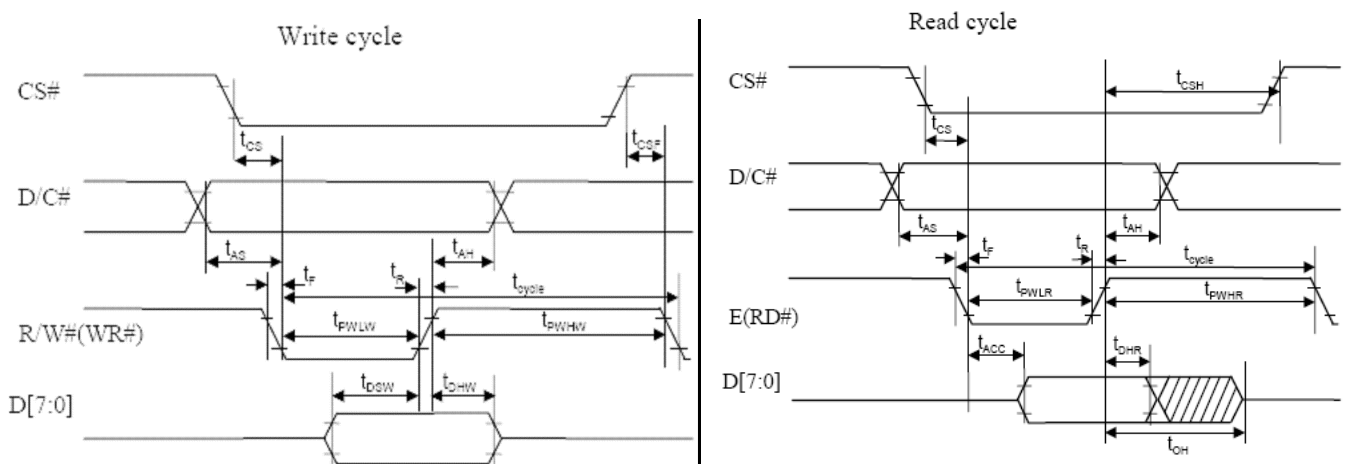 Write cycle
CS#
tCS
tCSF
D/C#
tAS
tAH
tF
tR
tcycle
R/W#(WR#)
tPWLW
tPWHW
tDSW
tDHW
D[7:0]
Read cycle
CS#
tCSH
tCS
D/C#
tAS
tAH
tF
tR
tcycle
E(RD#)
tPWLR
tPWHR
tACC
tDHR
D[7:0]
tOH